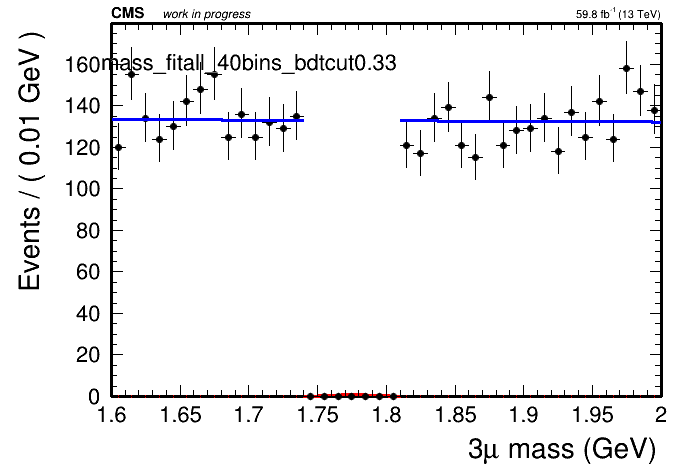 CMS work in progress 59.8 fb⁻¹ (13 TeV)
mass_fitall_40bins_bdtcut0.33
Events / ( 0.01 GeV )
160
140
120
100
80
60
40
20
0
1.6 1.65 1.7 1.75 1.8 1.85 1.9 1.95 2
3μ mass (GeV)